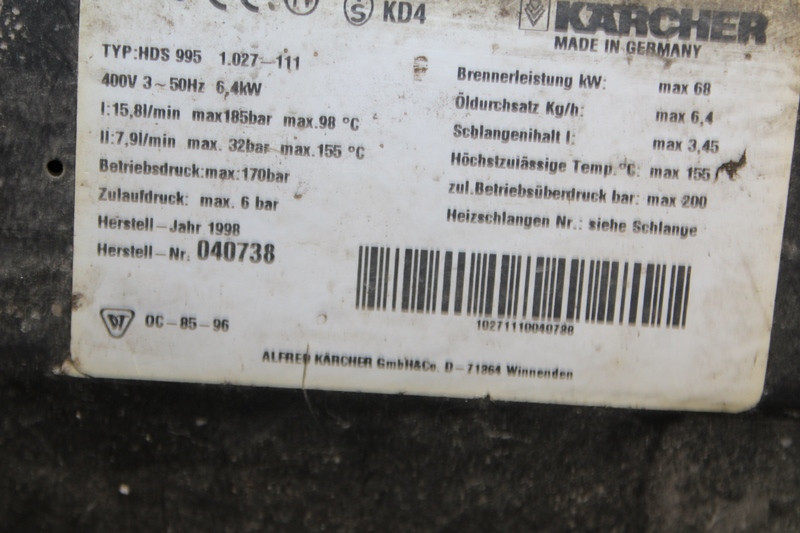 KD4
KÄRCHER
MADE IN GERMANY
TYP:HDS 995 1.027-111
400V 3~50Hz 6,4kW
I:15,8l/min max185bar max.98 °C
II:7,9l/min max. 32bar max.155 °C
Betriebsdruck:max:170bar
Zulaufdruck: max. 6 bar
Herstell-Jahr 1998
Herstell-Nr. 040738
Brennerleistung kW: max 68
Öldurchsatz Kg/h: max 6,4
Schlangenihalt l: max 3,45
Höchstzulässige Temp.°C: max 155
zul.Betriebsüberdruck bar: max 200
Heizschlangen Nr.: siehe Schlange
10271110040738
OC-85-96
ALFRED KÄRCHER GmbH&Co. D-71364 Winnenden